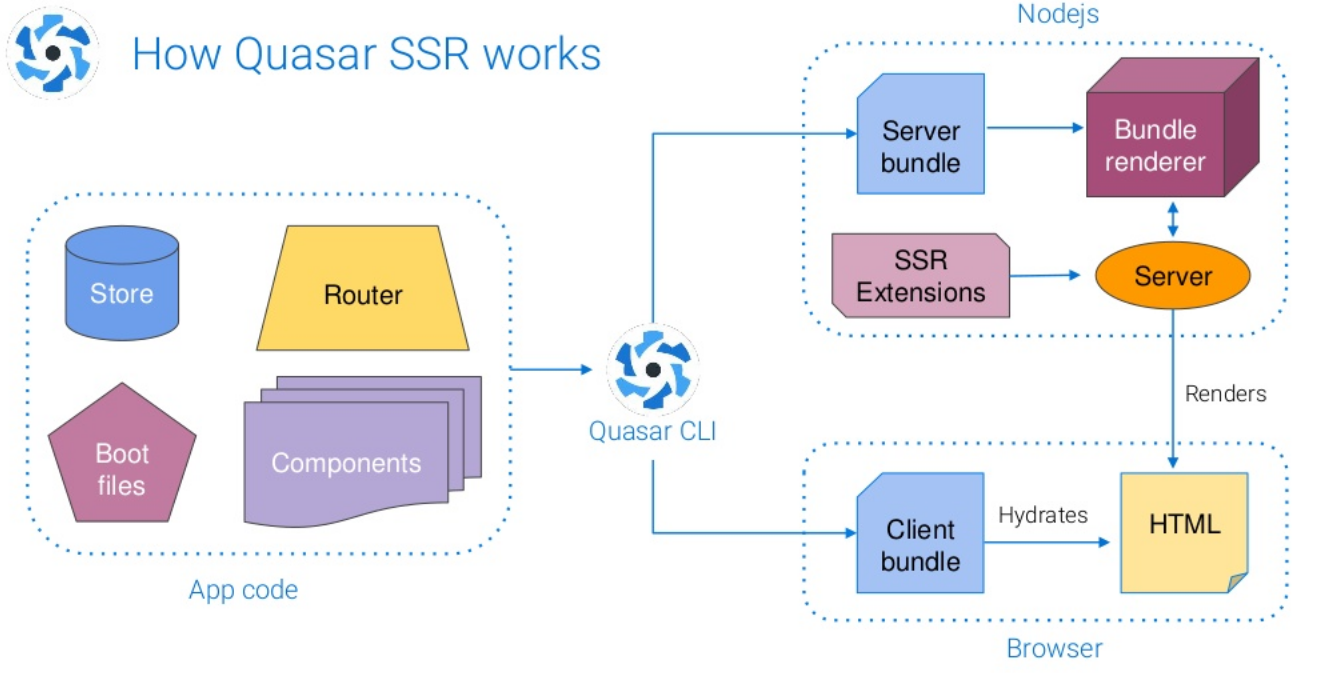 How Quasar SSR works
Nodejs
Server
bundle
Bundle
renderer
SSR
Extensions
Server
Store
Router
Boot
files
Components
App code
Quasar CLI
Renders
Client
bundle
Hydrates
HTML
Browser